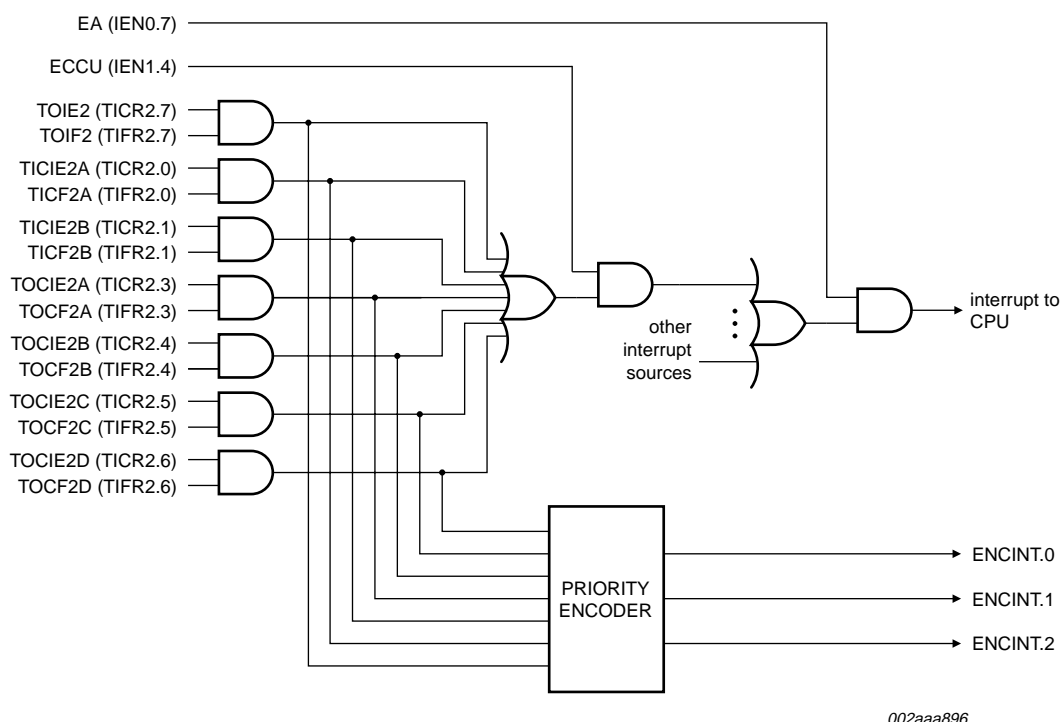 EA (IEN0.7)
ECCU (IEN1.4)
TOIE2 (TICR2.7)
TOIF2 (TIFR2.7)
TICIE2A (TICR2.0)
TICF2A (TIFR2.0)
TICIE2B (TICR2.1)
TICF2B (TIFR2.1)
TOCIE2A (TICR2.3)
TOCF2A (TIFR2.3)
TOCIE2B (TICR2.4)
TOCF2B (TIFR2.4)
TOCIE2C (TICR2.5)
TOCF2C (TIFR2.5)
TOCIE2D (TICR2.6)
TOCF2D (TIFR2.6)
other
interrupt
sources
interrupt to
CPU
PRIORITY
ENCODER
ENCINT.0
ENCINT.1
ENCINT.2
002aaa896